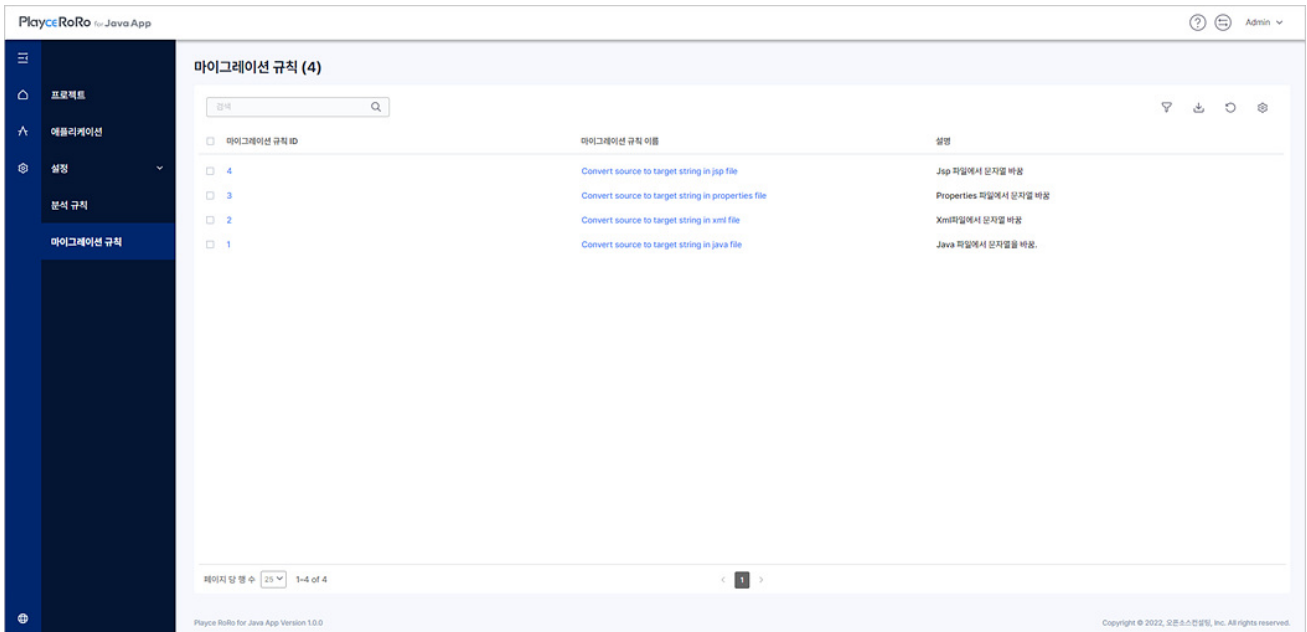 PlayceRoRo for Java App
Admin
프로젝트
애플리케이션
설정
분석 규칙
마이그레이션 규칙
마이그레이션 규칙 (4)
검색
마이그레이션 규칙 ID 마이그레이션 규칙 이름 설명
4 Convert source to target string in jsp file Jsp 파일에서 문자열 바꿈
3 Convert source to target string in properties file Properties 파일에서 문자열 바꿈
2 Convert source to target string in xml file Xml파일에서 문자열 바꿈
1 Convert source to target string in java file Java 파일에서 문자열을 바꿈.
페이지 당 행 수 25 1-4 of 4
1
Playce RoRo for Java App Version 1.0.0
Copyright © 2022, 오픈소스컨설팅, Inc. All rights reserved.